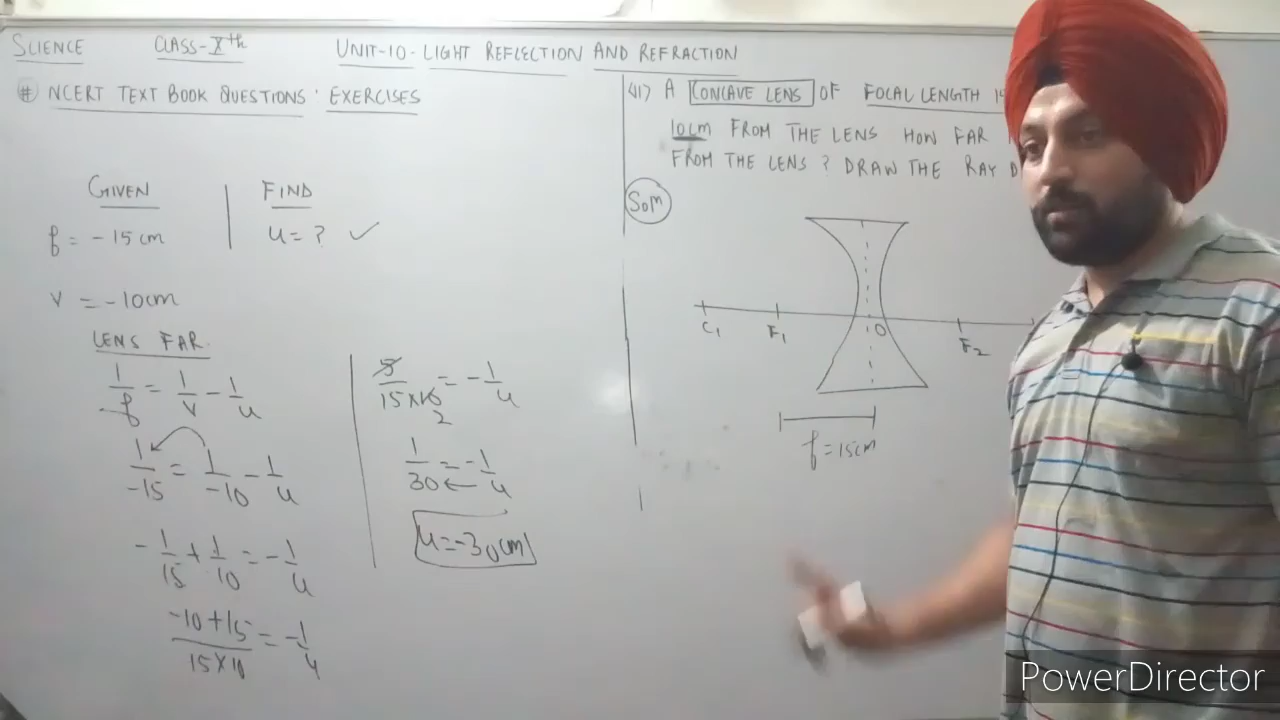 SCIENCE CLASS-Xth UNIT-10-LIGHT REFLECTION AND REFRACTION
# NCERT TEXT BOOK QUESTIONS' EXERCISES
GIVEN FIND
f = -15 cm u = ? ✓
v = -10cm
LENS FAR.
1/f = 1/v - 1/u
1/-15 = 1/-10 - 1/u
-1/15 + 1/10 = -1/u
-10+15/15×10 = -1/u
5/15×10 = -1/u
2
1/30 = -1/u
u=-30cm
A CONCAVE LENS OF FOCAL LENGTH
10cm FROM THE LENS HOW FAR
FROM THE LENS ? DRAW THE RAY
Soln
C1 F1 O F2
f = 15cm
PowerDirector